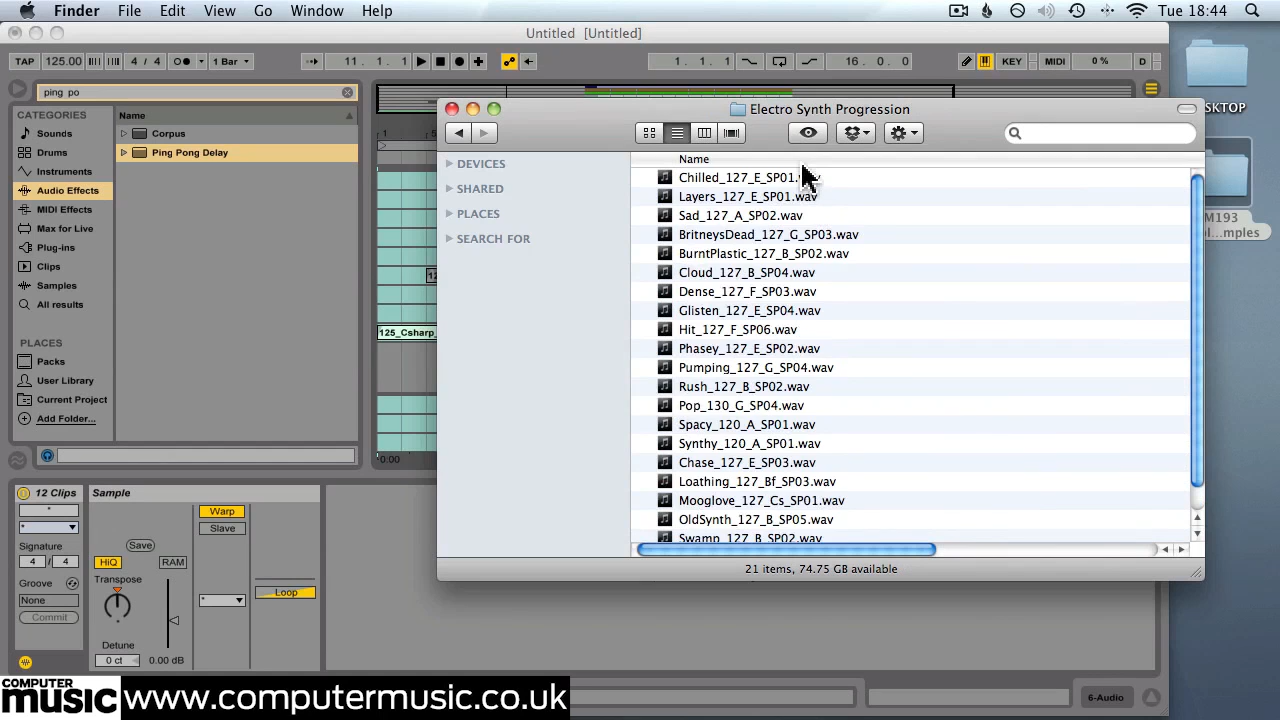 Finder File Edit View Go Window Help Tue 18:44
Untitled [Untitled]
TAP 125.00 4 / 4 1 Bar 11. 1. 1 1. 1. 1 16. 0. 0 KEY MIDI 0 % D
ping po
CATEGORIES
Sounds
Drums
Instruments
Audio Effects
MIDI Effects
Max for Live
Plug-ins
Clips
Samples
All results
PLACES
Packs
User Library
Current Project
Add Folder...
Name
Corpus
Ping Pong Delay
1
125_Csharp_
0:00
Electro Synth Progression
DEVICES
SHARED
PLACES
SEARCH FOR
Name
Chilled_127_E_SP01.
Layers_127_E_SP01.wav
Sad_127_A_SP02.wav
BritneysDead_127_G_SP03.wav
BurntPlastic_127_B_SP02.wav
Cloud_127_B_SP04.wav
Dense_127_F_SP03.wav
Glisten_127_E_SP04.wav
Hit_127_F_SP06.wav
Phasey_127_E_SP02.wav
Pumping_127_G_SP04.wav
Rush_127_B_SP02.wav
Pop_130_G_SP04.wav
Spacy_120_A_SP01.wav
Synthy_120_A_SP01.wav
Chase_127_E_SP03.wav
Loathing_127_Bf_SP03.wav
Mooglove_127_Cs_SP01.wav
OldSynth_127_B_SP05.wav
Swamp_127_B_SP02.wav
21 items, 74.75 GB available
SKTOP
M193
l...mples
12 Clips
*
*
Signature
4 / 4
Groove
None
Commit
Sample
Save
HiQ RAM
Transpose
Detune
0 ct 0.00 dB
Warp
Slave
*
Loop
6-Audio
COMPUTER
music www.computermusic.co.uk